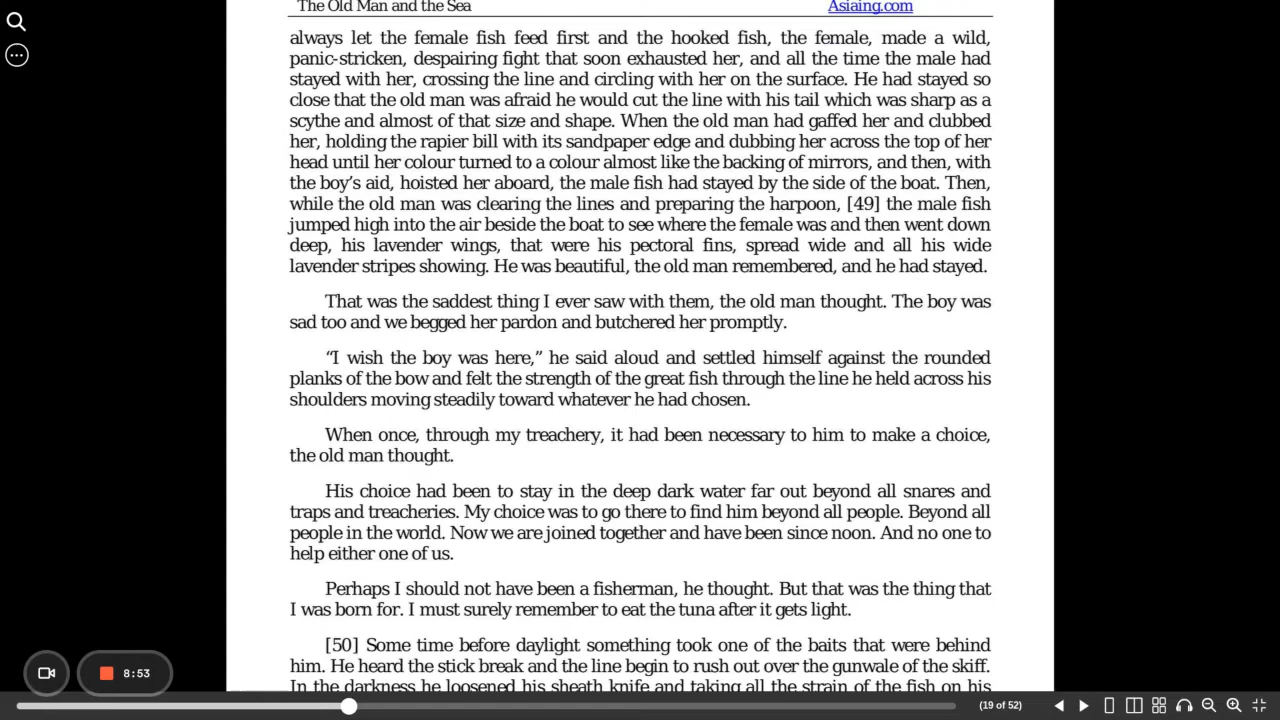 The Old Man and the Sea
Asiaing.com
always let the female fish feed first and the hooked fish, the female, made a wild,
panic-stricken, despairing fight that soon exhausted her, and all the time the male had
stayed with her, crossing the line and circling with her on the surface. He had stayed so
close that the old man was afraid he would cut the line with his tail which was sharp as a
scythe and almost of that size and shape. When the old man had gaffed her and clubbed
her, holding the rapier bill with its sandpaper edge and dubbing her across the top of her
head until her colour turned to a colour almost like the backing of mirrors, and then, with
the boy’s aid, hoisted her aboard, the male fish had stayed by the side of the boat. Then,
while the old man was clearing the lines and preparing the harpoon, [49] the male fish
jumped high into the air beside the boat to see where the female was and then went down
deep, his lavender wings, that were his pectoral fins, spread wide and all his wide
lavender stripes showing. He was beautiful, the old man remembered, and he had stayed.
That was the saddest thing I ever saw with them, the old man thought. The boy was
sad too and we begged her pardon and butchered her promptly.
“I wish the boy was here,” he said aloud and settled himself against the rounded
planks of the bow and felt the strength of the great fish through the line he held across his
shoulders moving steadily toward whatever he had chosen.
When once, through my treachery, it had been necessary to him to make a choice,
the old man thought.
His choice had been to stay in the deep dark water far out beyond all snares and
traps and treacheries. My choice was to go there to find him beyond all people. Beyond all
people in the world. Now we are joined together and have been since noon. And no one to
help either one of us.
Perhaps I should not have been a fisherman, he thought. But that was the thing that
I was born for. I must surely remember to eat the tuna after it gets light.
[50] Some time before daylight something took one of the baits that were behind
him. He heard the stick break and the line begin to rush out over the gunwale of the skiff.
In the darkness he loosened his sheath knife and taking all the strain of the fish on his
8:53
(19 of 52)